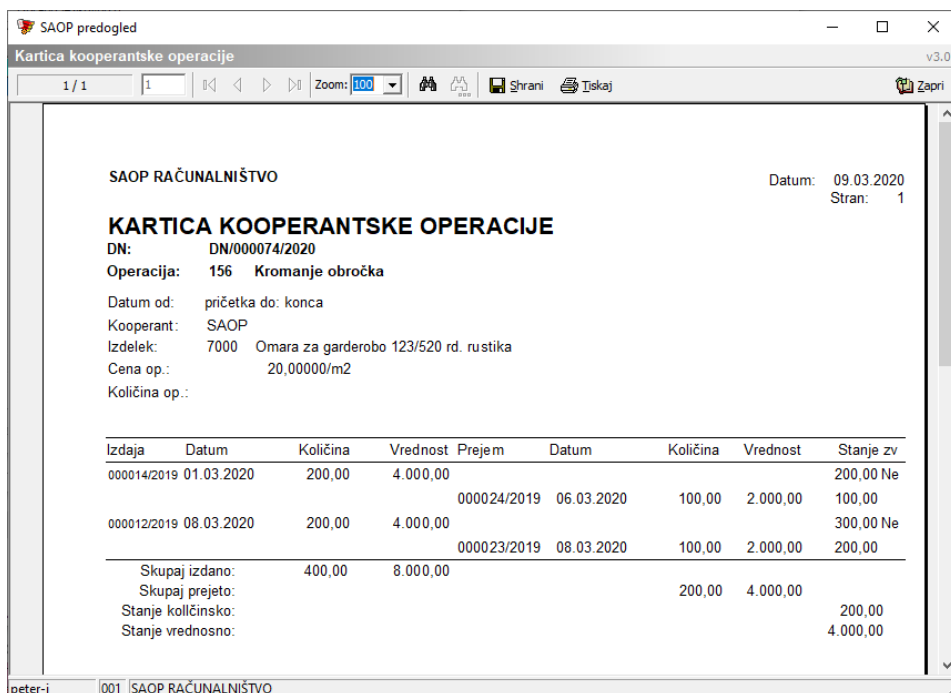 SAOP predogled
Kartica kooperantske operacije v3.0
1 / 1 1 Zoom: 100 Shrani Tiskaj Zapri
SAOP RAČUNALNIŠTVO Datum: 09.03.2020
Stran: 1
KARTICA KOOPERANTSKE OPERACIJE
DN: DN/000074/2020
Operacija: 156 Kromanje obročka
Datum od: pričetka do: konca
Kooperant: SAOP
Izdelek: 7000 Omara za garderobo 123/520 rd. rustika
Cena op.: 20,00000/m2
Količina op.:
Izdaja Datum Količina Vrednost Prejem Datum Količina Vrednost Stanje zv
000014/2019 01.03.2020 200,00 4.000,00 200,00 Ne
000024/2019 06.03.2020 100,00 2.000,00 100,00
000012/2019 08.03.2020 200,00 4.000,00 300,00 Ne
000023/2019 08.03.2020 100,00 2.000,00 200,00
Skupaj izdano: 400,00 8.000,00
Skupaj prejeto: 200,00 4.000,00
Stanje kollčinsko: 200,00
Stanje vrednosno: 4.000,00
peter-j 001 SAOP RAČUNALNIŠTVO